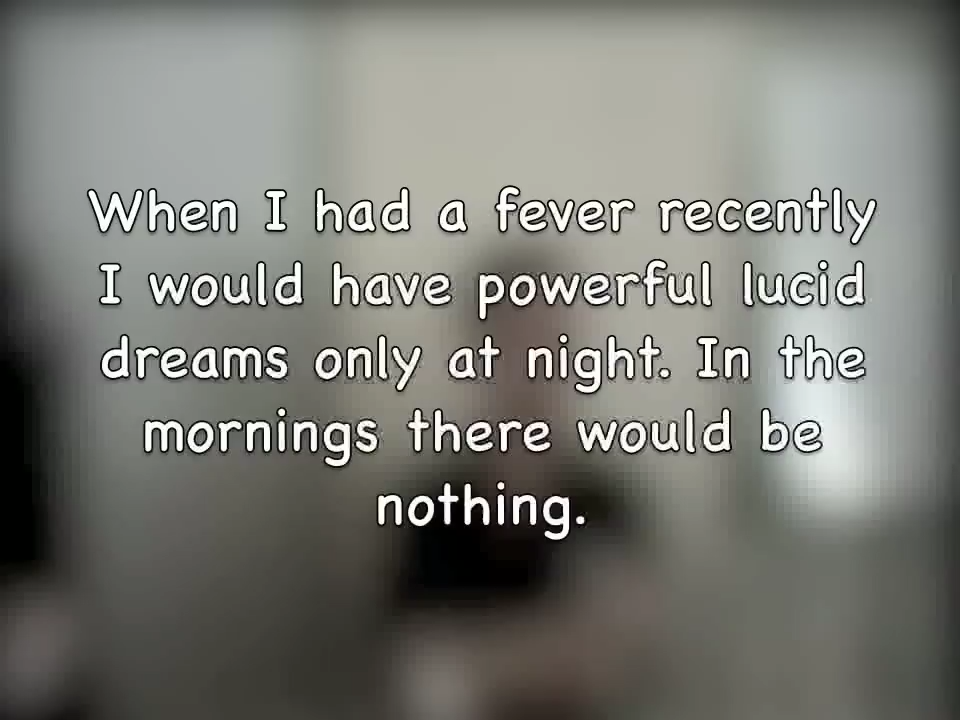 When I had a fever recently
I would have powerful lucid
dreams only at night. In the
mornings there would be
nothing.